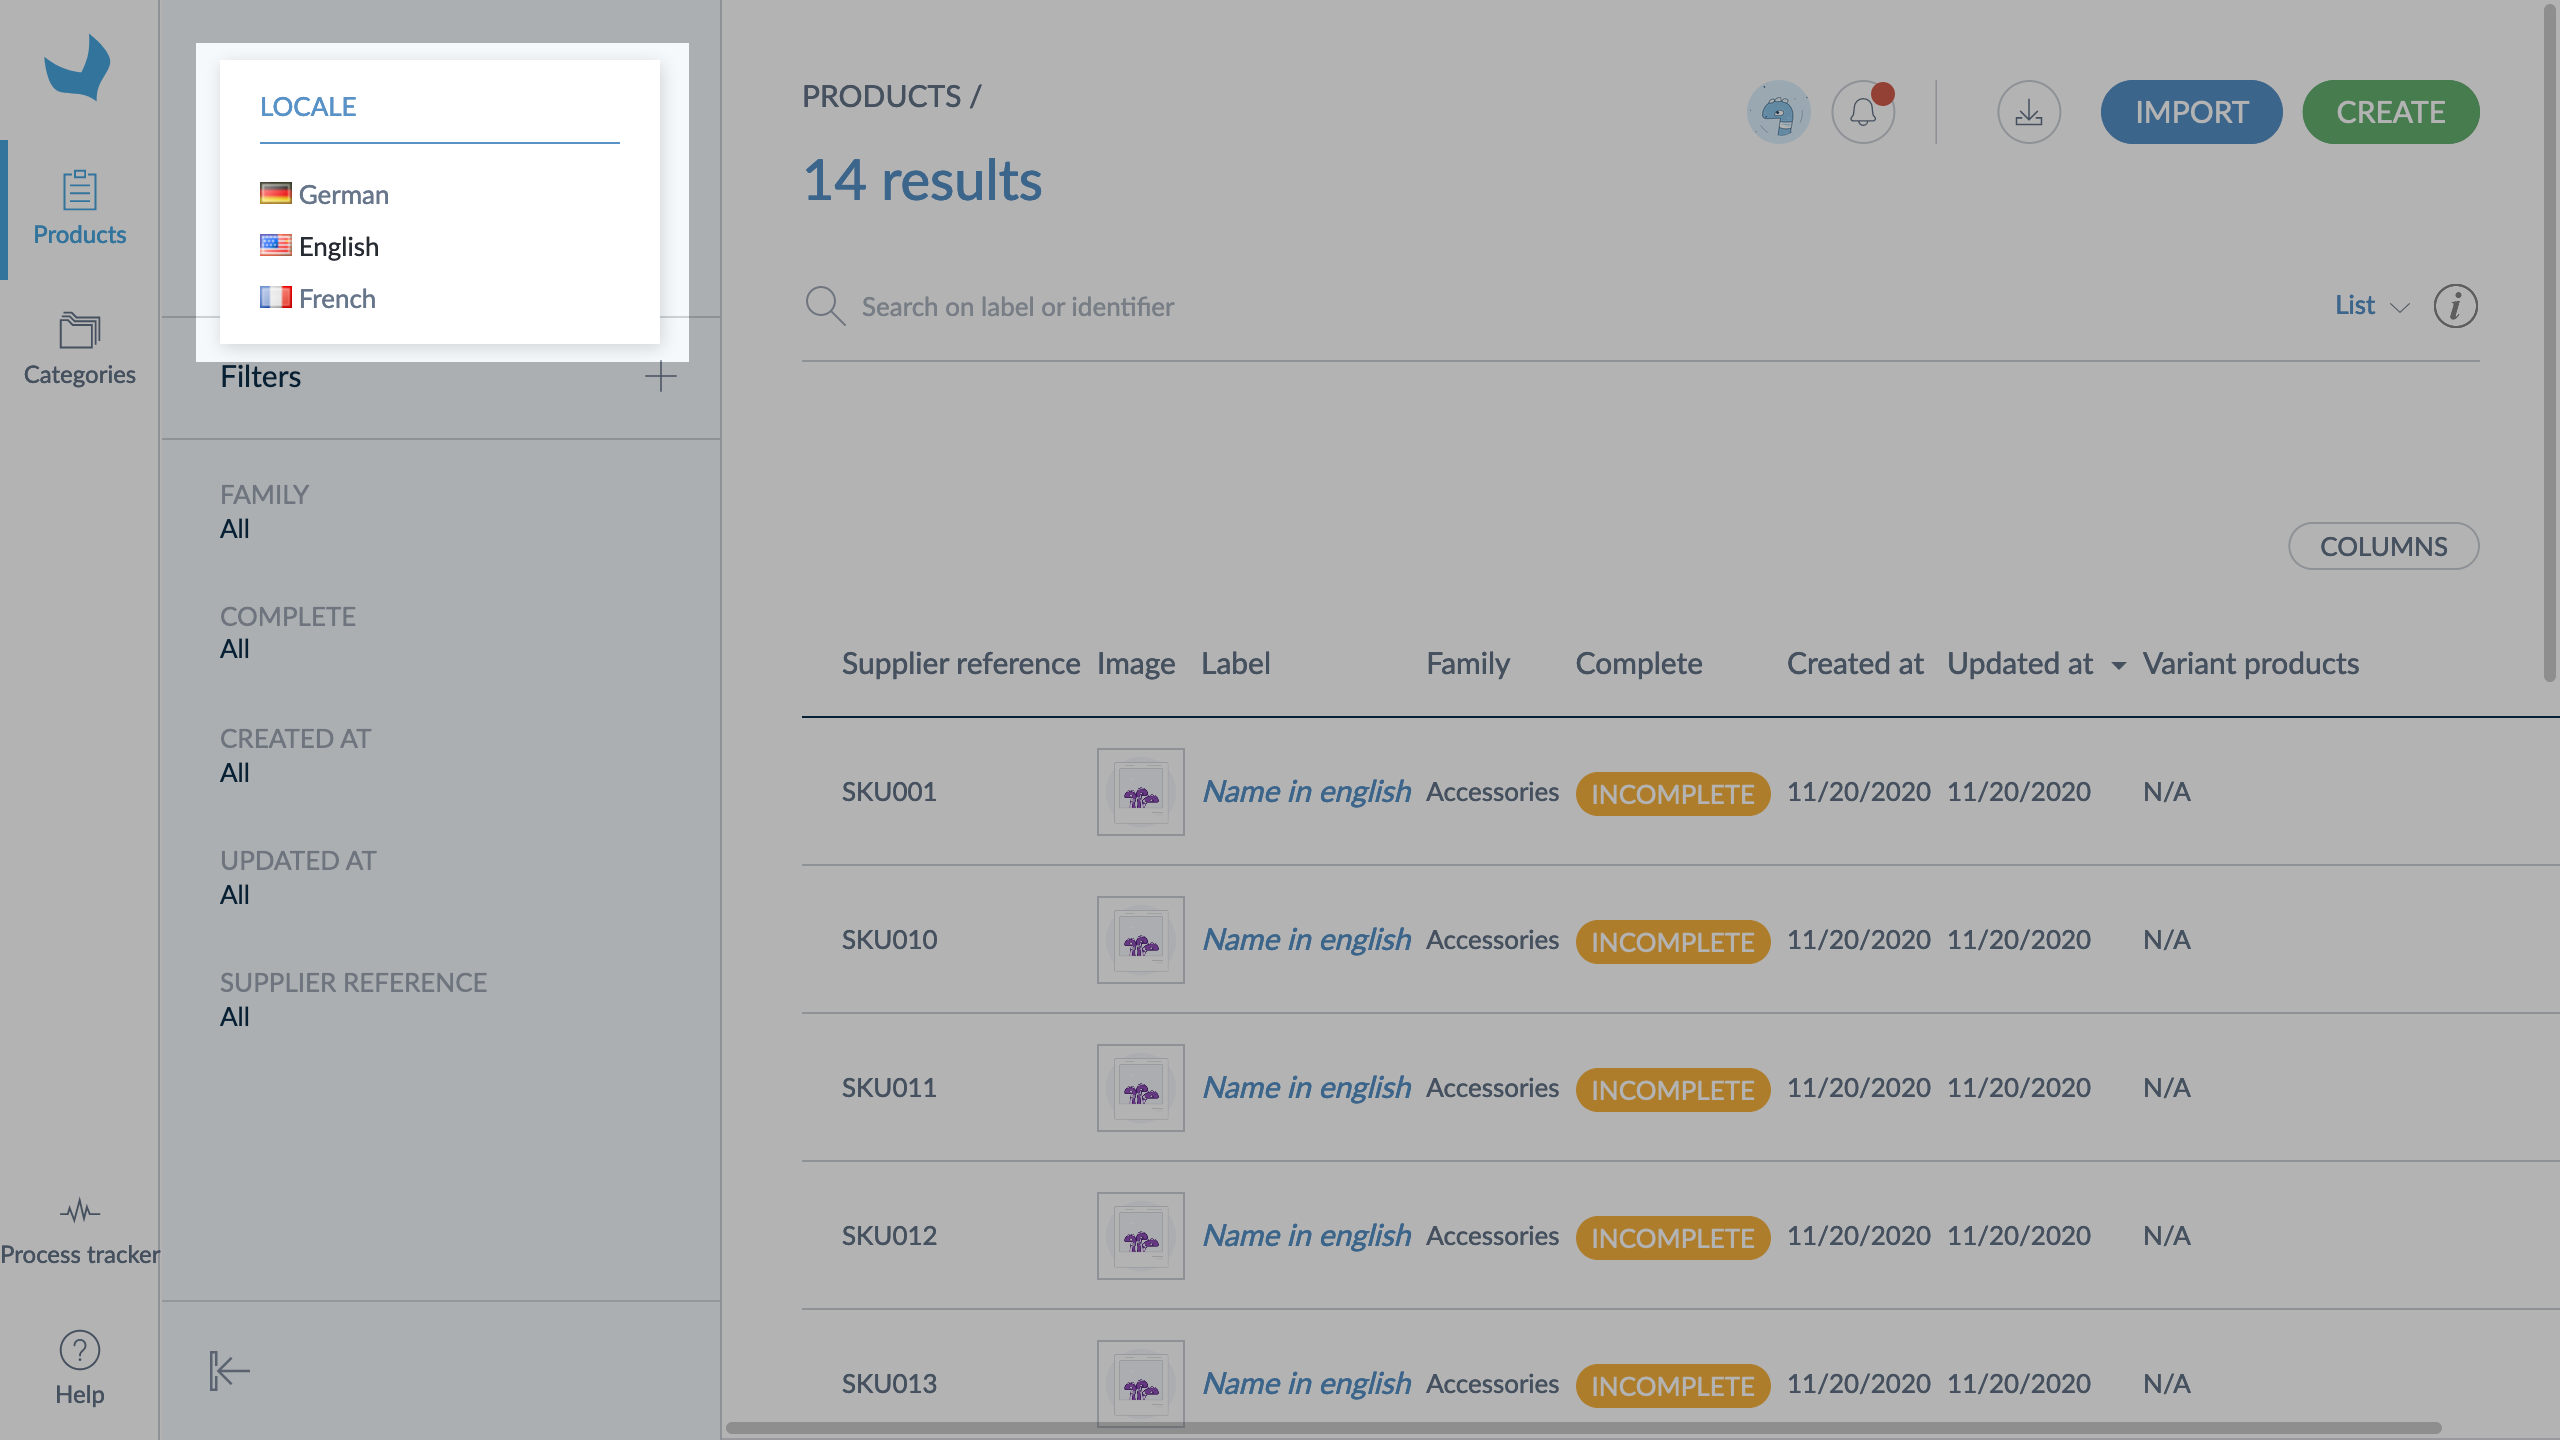 Products
Categories
Process tracker
Help
LOCALE
German
English
French
Filters
FAMILY
All
COMPLETE
All
CREATED AT
All
UPDATED AT
All
SUPPLIER REFERENCE
All
PRODUCTS /
IMPORT
CREATE
14 results
Search on label or identifier
List
COLUMNS
Supplier reference Image Label Family Complete Created at Updated at Variant products
SKU001 Name in english Accessories INCOMPLETE 11/20/2020 11/20/2020 N/A
SKU010 Name in english Accessories INCOMPLETE 11/20/2020 11/20/2020 N/A
SKU011 Name in english Accessories INCOMPLETE 11/20/2020 11/20/2020 N/A
SKU012 Name in english Accessories INCOMPLETE 11/20/2020 11/20/2020 N/A
SKU013 Name in english Accessories INCOMPLETE 11/20/2020 11/20/2020 N/A